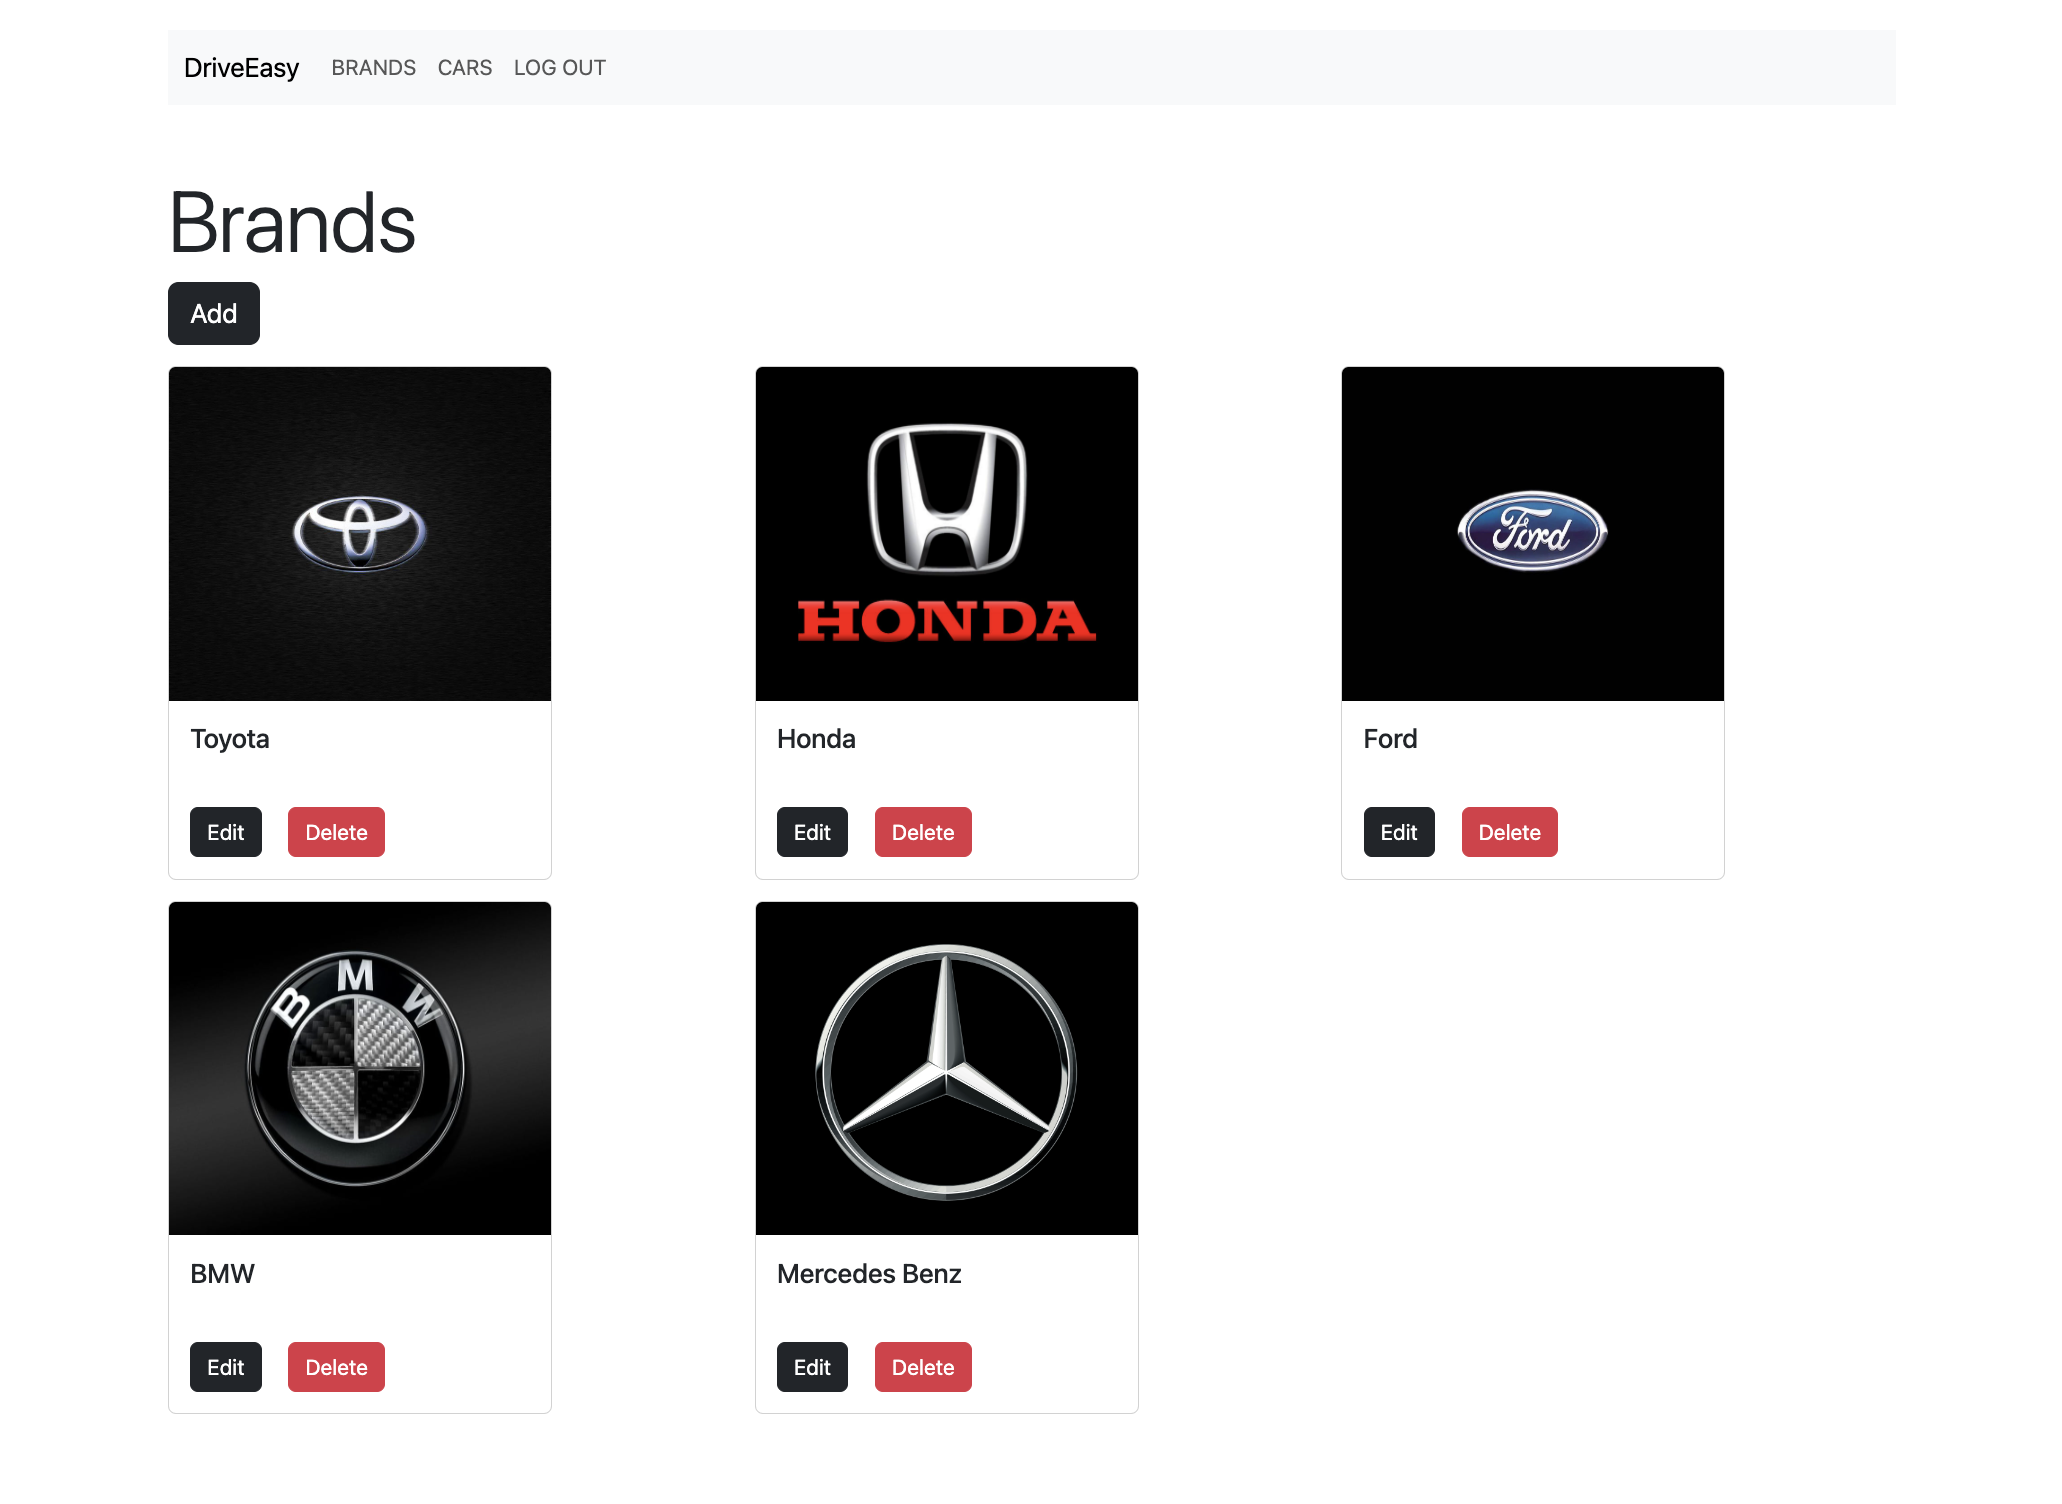 DriveEasy BRANDS CARS LOG OUT
Brands
Add
HONDA
Ford
Toyota
Honda
Ford
Edit Delete
Edit Delete
Edit Delete
BMW
BMW
Mercedes Benz
Edit Delete
Edit Delete